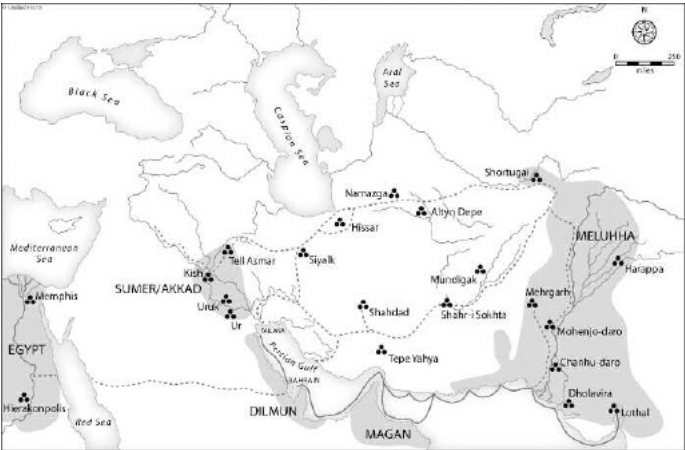 N
0
250
miles
Black Sea
Caspian Sea
Aral
Sea
Shortugai
Namazga
Altyn Depe
Hissar
MELUHHA
Mediterranean
Sea
Tell Asmar
Siyalk
Harappa
Kish
Mundigak
SUMER/AKKAD
Mehrgarh
Memphis
Uruk
Shahdad
Shahr-i Sokhta
Ur
Mohenjo-daro
EGYPT
Persian Gulf
Tepe Yahya
Chanhu-daro
BAHRAIN
Hierakonpolis
Dholavira
Red Sea
DILMUN
Lothal
MAGAN